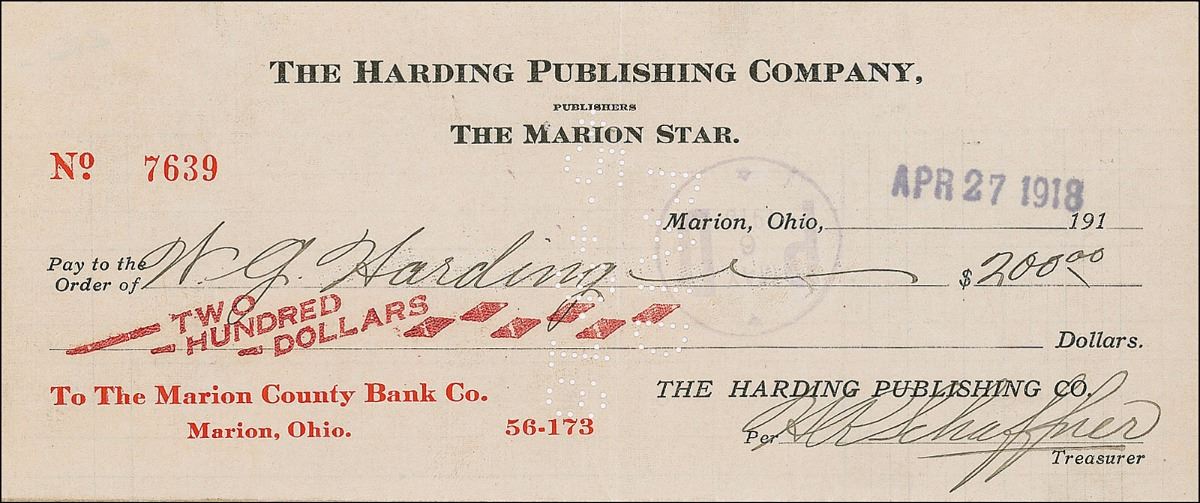 THE HARDING PUBLISHING COMPANY,
PUBLISHERS
THE MARION STAR.
No 7639
APR 27 1918
Marion, Ohio, 191
Pay to the Order of W. G. Harding $200.00
TWO HUNDRED DOLLARS Dollars.
To The Marion County Bank Co.
Marion, Ohio. 56-173
THE HARDING PUBLISHING CO.
Per Schaffner
Treasurer